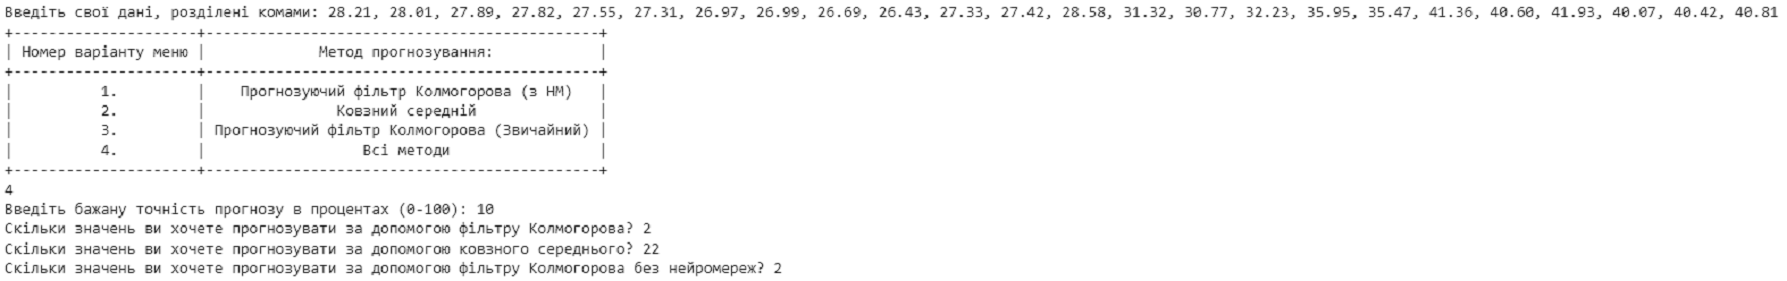 Введіть свої дані, розділені комами: 28.21, 28.01, 27.89, 27.82, 27.55, 27.31, 26.97, 26.99, 26.69, 26.43, 27.33, 27.42, 28.58, 31.32, 30.77, 32.23, 35.95, 35.47, 41.36, 40.60, 41.93, 40.07, 40.42, 40.81
+---------------------+-------------------------------------------+
| Номер варіанту меню | Метод прогнозування: |
+---------------------+-------------------------------------------+
| 1. | Прогнозуючий фільтр Колмогорова (з НМ) |
| 2. | Ковзний середній |
| 3. | Прогнозуючий фільтр Колмогорова (Звичайний) |
| 4. | Всі методи |
+---------------------+-------------------------------------------+
4
Введіть бажану точність прогнозу в процентах (0-100): 10
Скільки значень ви хочете прогнозувати за допомогою фільтру Колмогорова? 2
Скільки значень ви хочете прогнозувати за допомогою ковзного середнього? 22
Скільки значень ви хочете прогнозувати за допомогою фільтру Колмогорова без нейромереж? 2